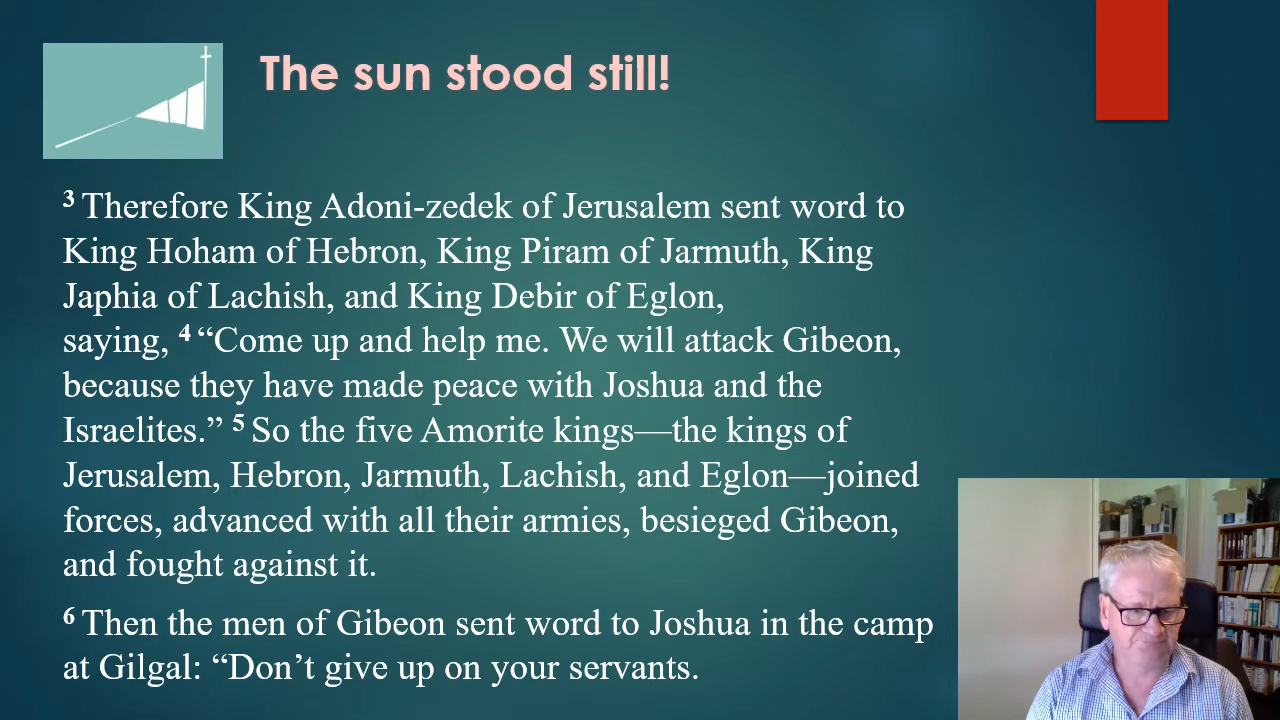 The sun stood still!
3 Therefore King Adoni-zedek of Jerusalem sent word to
King Hoham of Hebron, King Piram of Jarmuth, King
Japhia of Lachish, and King Debir of Eglon,
saying, 4 “Come up and help me. We will attack Gibeon,
because they have made peace with Joshua and the
Israelites.” 5 So the five Amorite kings—the kings of
Jerusalem, Hebron, Jarmuth, Lachish, and Eglon—joined
forces, advanced with all their armies, besieged Gibeon,
and fought against it.
6 Then the men of Gibeon sent word to Joshua in the camp
at Gilgal: “Don’t give up on your servants.